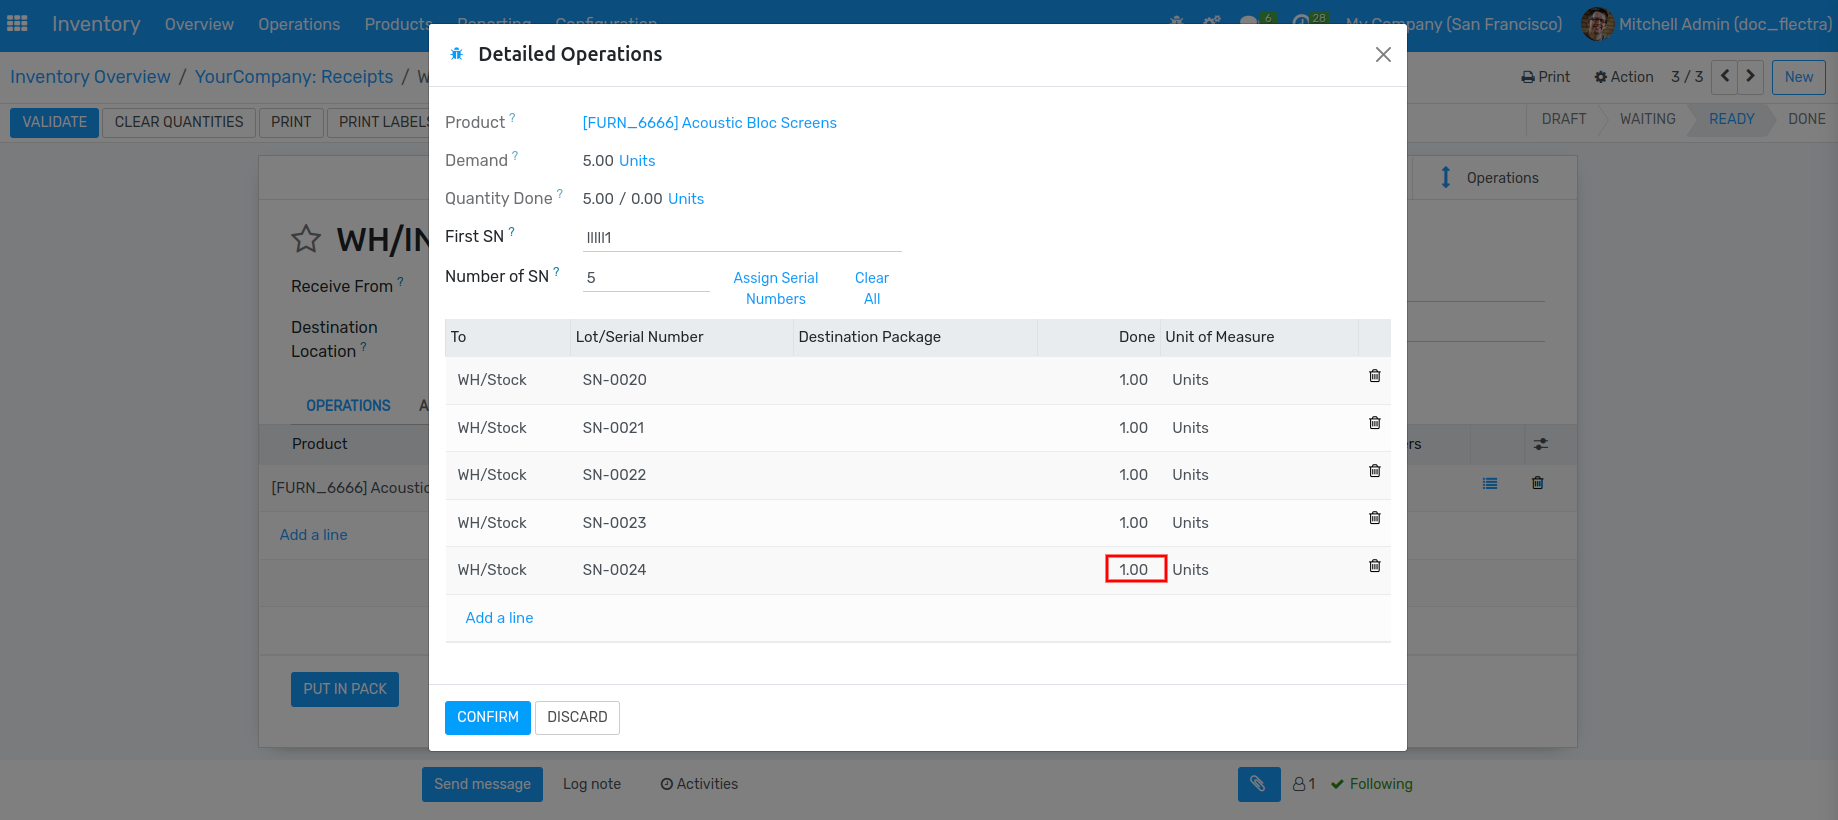 Inventory Overview Operations Products Reporting Configuration 6 28 My Company (San Francisco) Mitchell Admin (doc_flectra)
Inventory Overview / YourCompany: Receipts / W Print Action 3 / 3 New
VALIDATE CLEAR QUANTITIES PRINT PRINT LABELS DRAFT WAITING READY DONE
Operations
WH/IN
Receive From ?
Destination
Location ?
OPERATIONS A
Product ers
[FURN_6666] Acoustic
Add a line
PUT IN PACK
Detailed Operations
Product ? [FURN_6666] Acoustic Bloc Screens
Demand ? 5.00 Units
Quantity Done ? 5.00 / 0.00 Units
First SN ? llllll1
Number of SN ? 5 Assign Serial Numbers Clear All
To Lot/Serial Number Destination Package Done Unit of Measure
WH/Stock SN-0020 1.00 Units
WH/Stock SN-0021 1.00 Units
WH/Stock SN-0022 1.00 Units
WH/Stock SN-0023 1.00 Units
WH/Stock SN-0024 1.00 Units
Add a line
CONFIRM DISCARD
Send message Log note Activities 1 Following